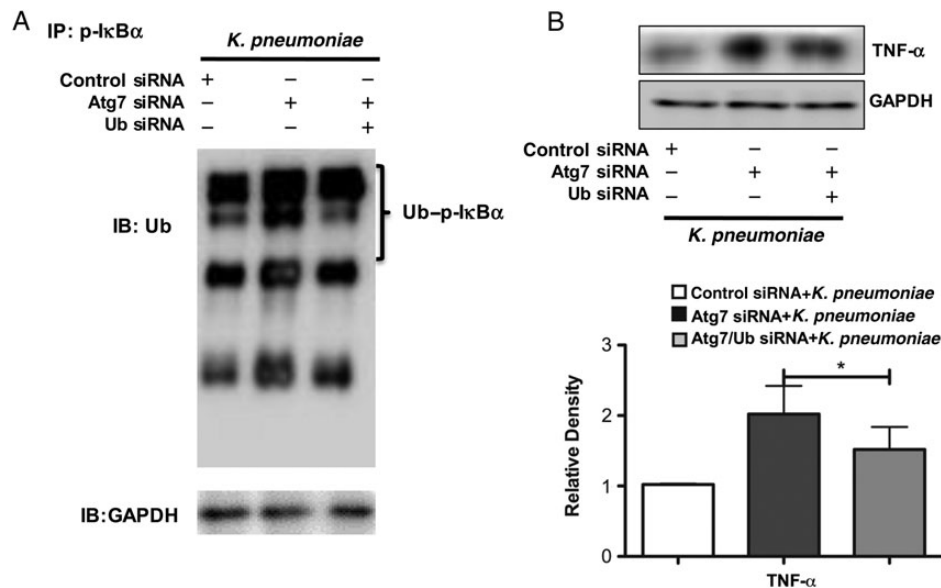 A
IP: p-IκBα
K. pneumoniae
Control siRNA + – –
Atg7 siRNA – + +
Ub siRNA – – +
IB: Ub
Ub–p-IκBα
IB:GAPDH
B
TNF-α
GAPDH
Control siRNA + – –
Atg7 siRNA – + +
Ub siRNA – – +
K. pneumoniae
Control siRNA+K. pneumoniae
Atg7 siRNA+K. pneumoniae
Atg7/Ub siRNA+K. pneumoniae
Relative Density
3
2
1
0
*
TNF-α